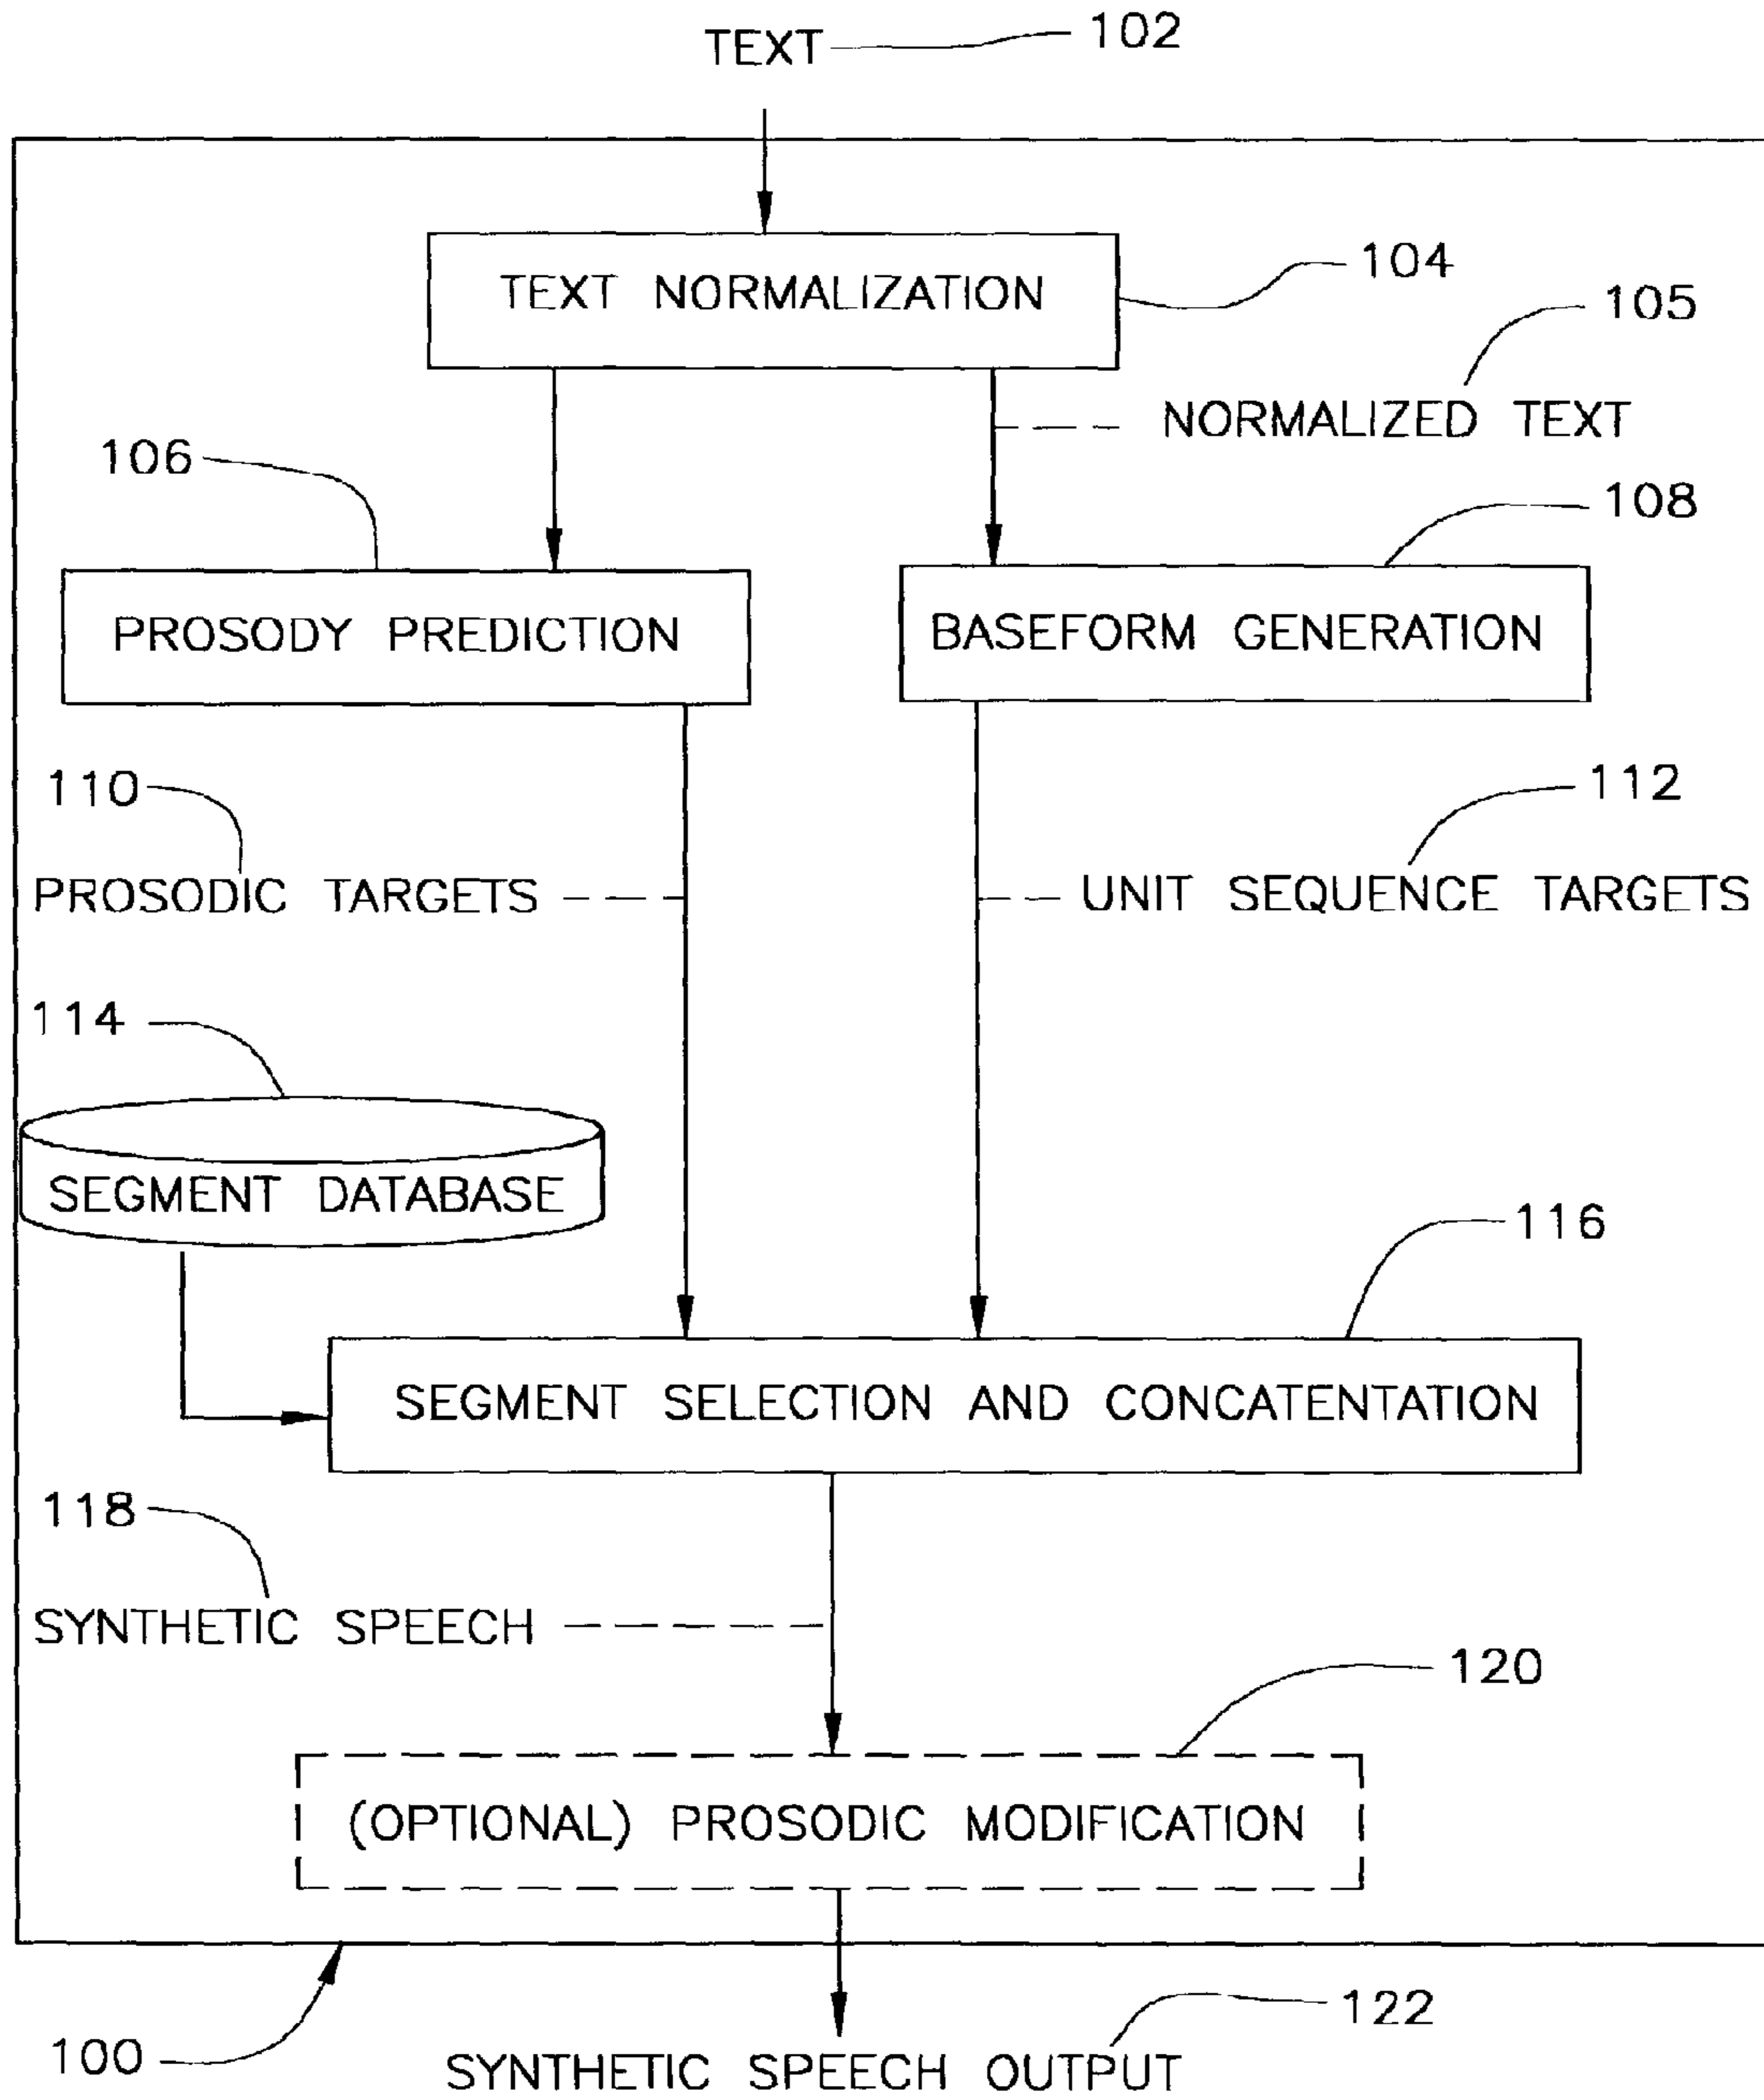 TEXT 102
TEXT NORMALIZATION 104
105
NORMALIZED TEXT
106
108
PROSODY PREDICTION
BASEFORM GENERATION
110
112
PROSODIC TARGETS
UNIT SEQUENCE TARGETS
114
SEGMENT DATABASE
116
SEGMENT SELECTION AND CONCATENTATION
118
SYNTHETIC SPEECH
120
(OPTIONAL) PROSODIC MODIFICATION
100
122
SYNTHETIC SPEECH OUTPUT